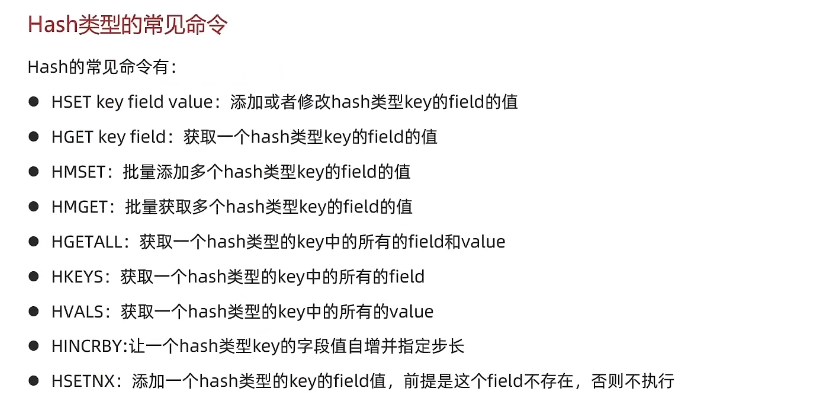 Hash类型的常见命令
Hash的常见命令有：
● HSET key field value：添加或者修改hash类型key的field的值
● HGET key field：获取一个hash类型key的field的值
● HMSET：批量添加多个hash类型key的field的值
● HMGET：批量获取多个hash类型key的field的值
● HGETALL：获取一个hash类型的key中的所有的field和value
● HKEYS：获取一个hash类型的key中的所有的field
● HVALS：获取一个hash类型的key中的所有的value
● HINCRBY:让一个hash类型key的字段值自增并指定步长
● HSETNX：添加一个hash类型的key的field值，前提是这个field不存在，否则不执行